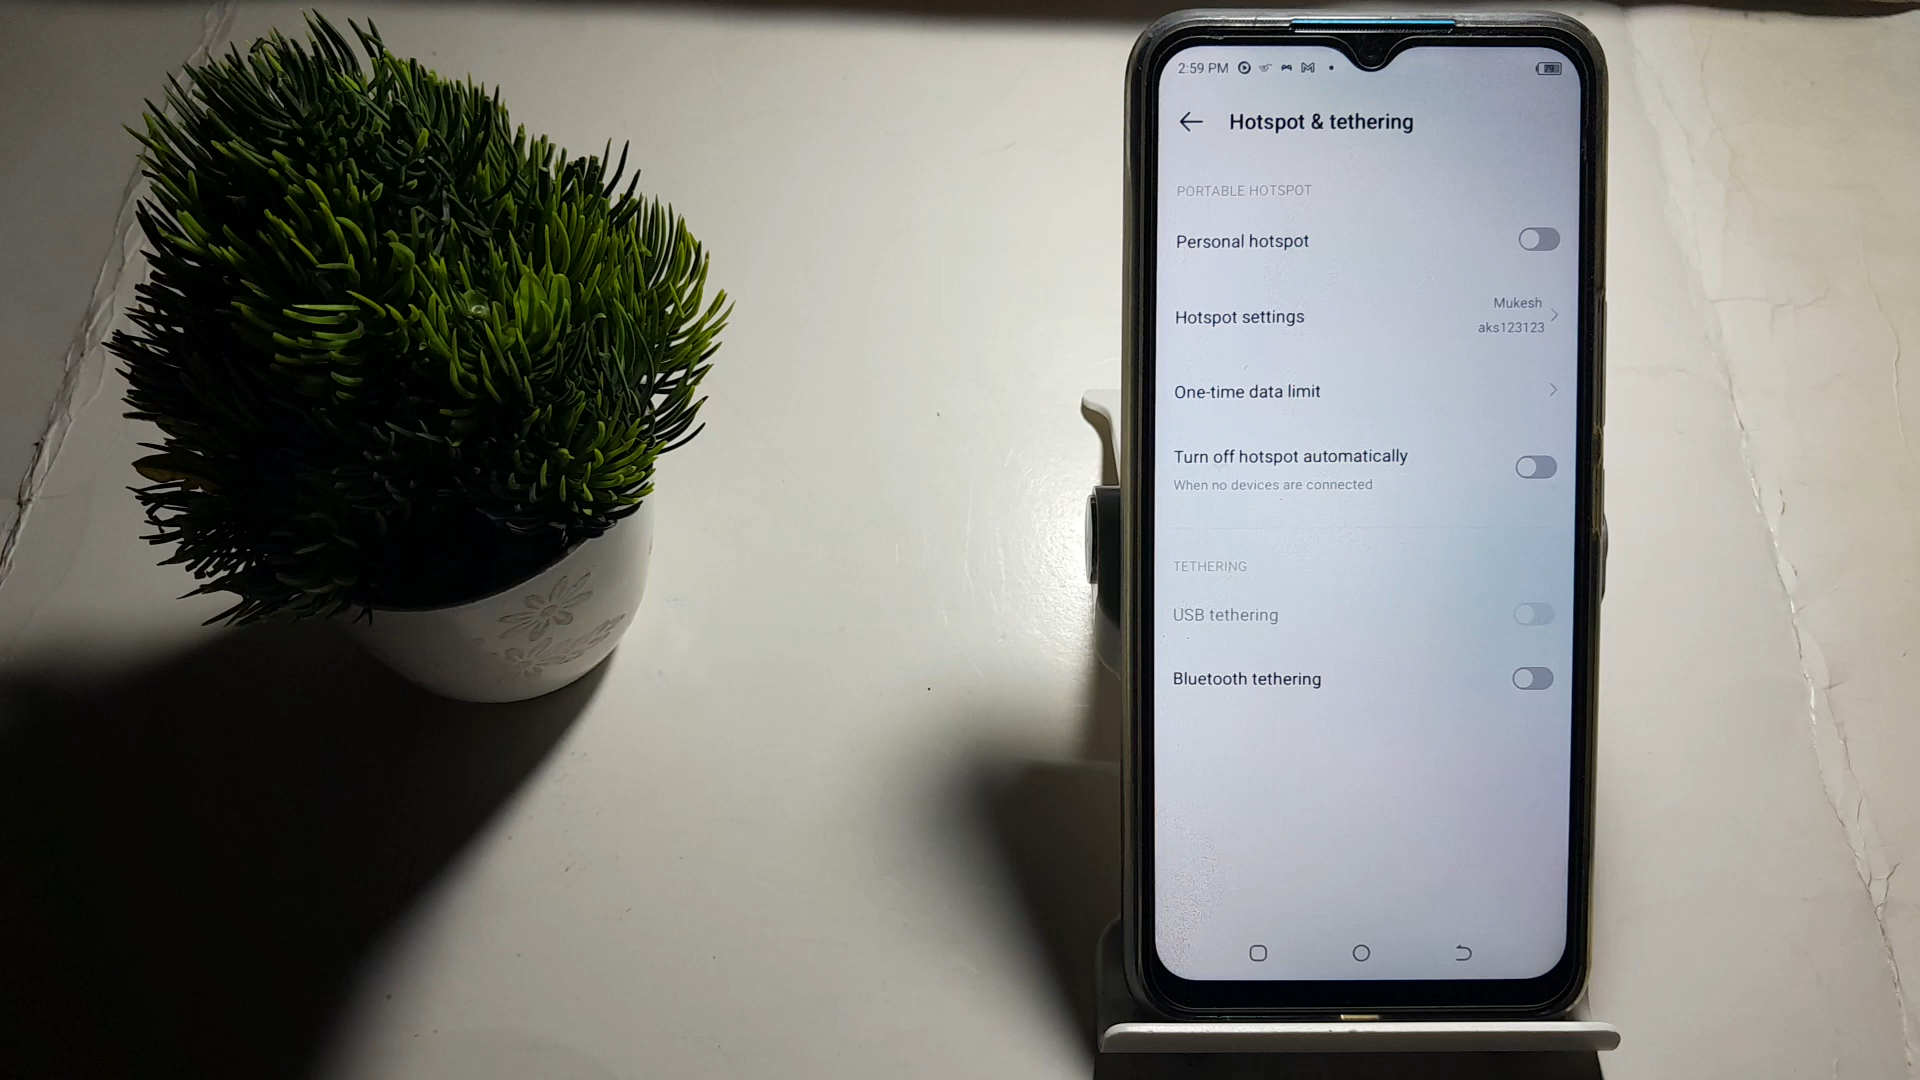 2:59 PM
79
Hotspot & tethering
PORTABLE HOTSPOT
Personal hotspot
Hotspot settings
Mukesh
aks123123
One-time data limit
Turn off hotspot automatically
When no devices are connected
TETHERING
USB tethering
Bluetooth tethering